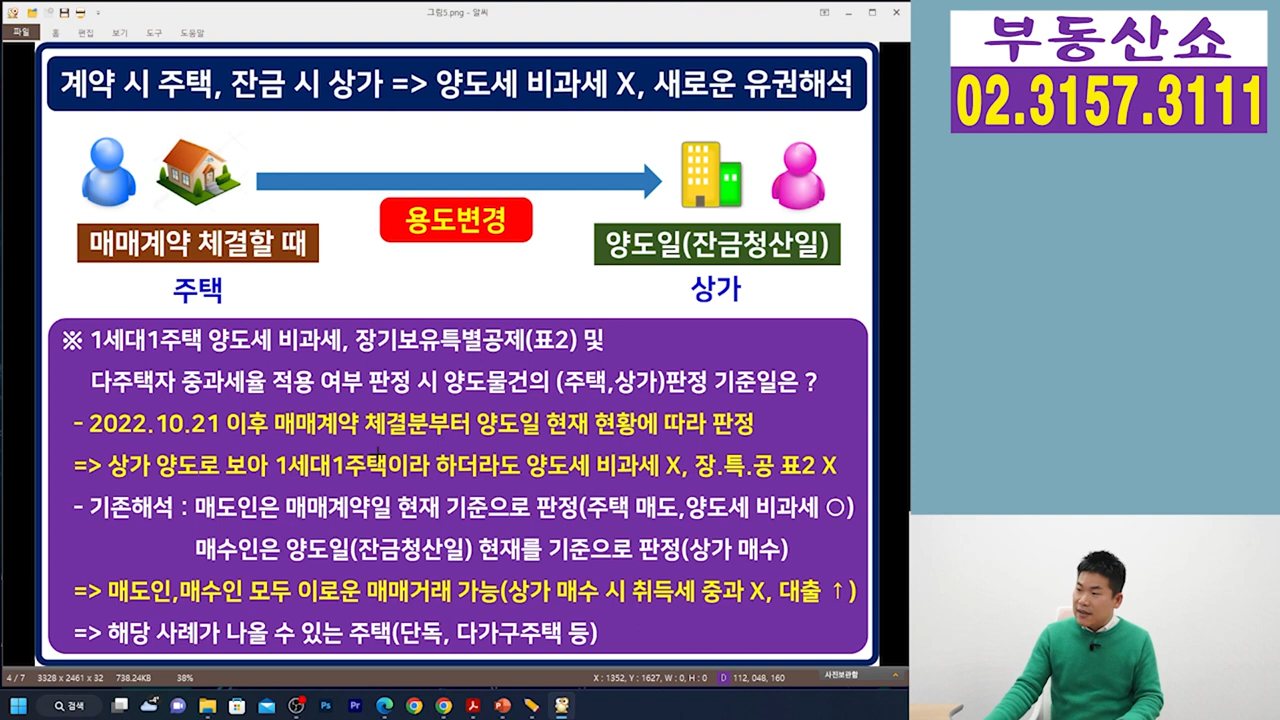 그림5.png - 알씨
파일 홈 편집 보기 도구 도움말
부동산쇼
02.3157.3111
계약 시 주택, 잔금 시 상가 => 양도세 비과세 X, 새로운 유권해석
용도변경
매매계약 체결할 때
양도일(잔금청산일)
주택
상가
※ 1세대1주택 양도세 비과세, 장기보유특별공제(표2) 및
다주택자 중과세율 적용 여부 판정 시 양도물건의 (주택,상가)판정 기준일은 ?
- 2022.10.21 이후 매매계약 체결분부터 양도일 현재 현황에 따라 판정
=> 상가 양도로 보아 1세대1주택이라 하더라도 양도세 비과세 X, 장.특.공 표2 X
- 기존해석 : 매도인은 매매계약일 현재 기준으로 판정(주택 매도,양도세 비과세 ○)
매수인은 양도일(잔금청산일) 현재를 기준으로 판정(상가 매수)
=> 매도인,매수인 모두 이로운 매매거래 가능(상가 매수 시 취득세 중과 X, 대출 ↑)
=> 해당 사례가 나올 수 있는 주택(단독, 다가구주택 등)
4 / 7 3328 x 2461 x 32 738.24KB 38% X : 1352, Y : 1627, W : 0, H : 0 D 112, 048, 160 사진보관함
검색 Ps Pr